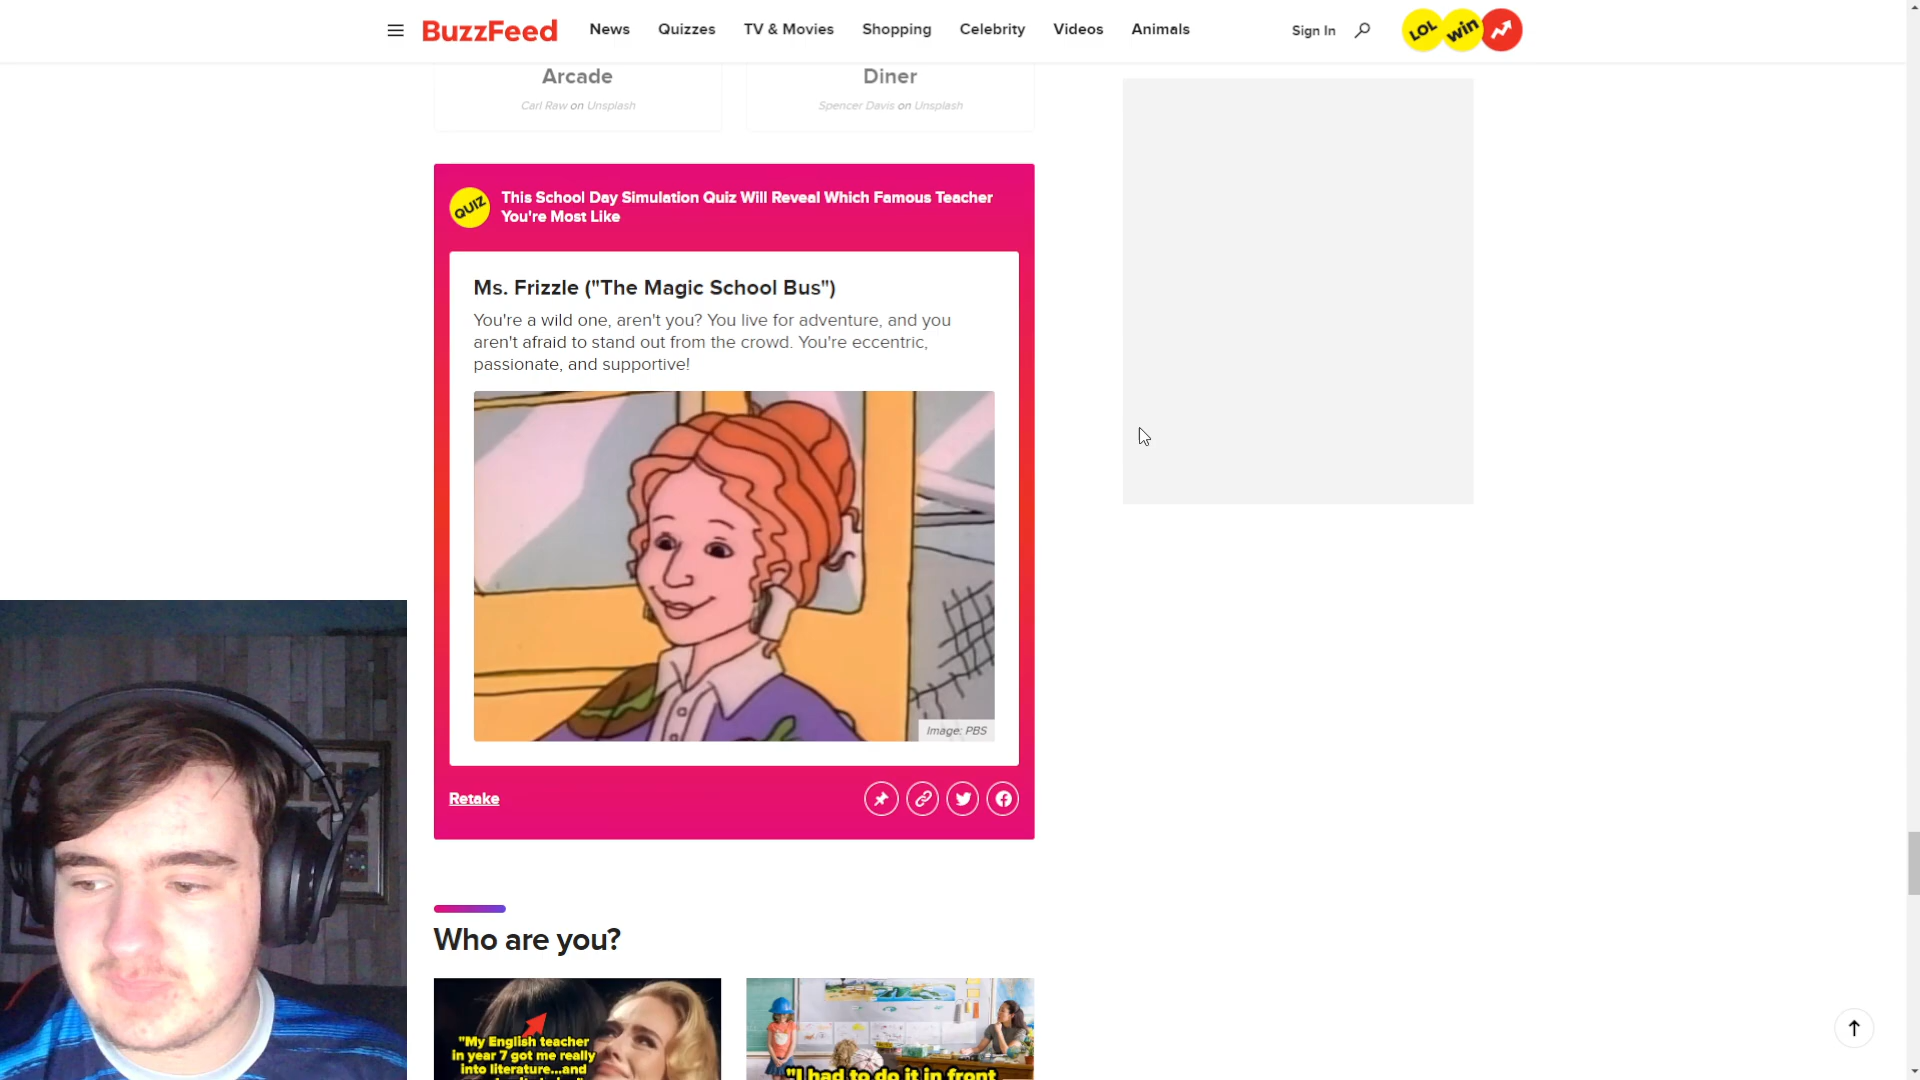 BuzzFeed News Quizzes TV & Movies Shopping Celebrity Videos Animals Sign In LOL win
Arcade
Carl Raw on Unsplash
Diner
Spencer Davis on Unsplash
QUIZ
This School Day Simulation Quiz Will Reveal Which Famous Teacher
You're Most Like
Ms. Frizzle ("The Magic School Bus")
You're a wild one, aren't you? You live for adventure, and you
aren't afraid to stand out from the crowd. You're eccentric,
passionate, and supportive!
Image: PBS
Retake
Who are you?
"My English teacher
in year 7 got me really
into literature...and
"I had to do it in front